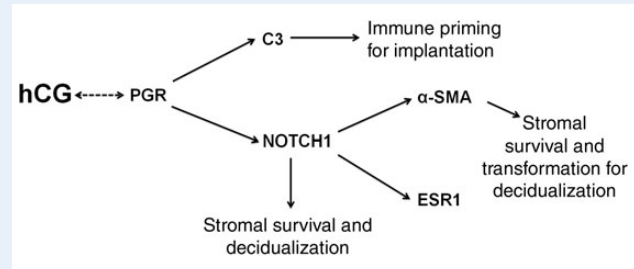 C3
Immune priming
for implantation
hCG
PGR
α-SMA
NOTCH1
Stromal
survival and
transformation for
decidualization
ESR1
Stromal survival and
decidualization